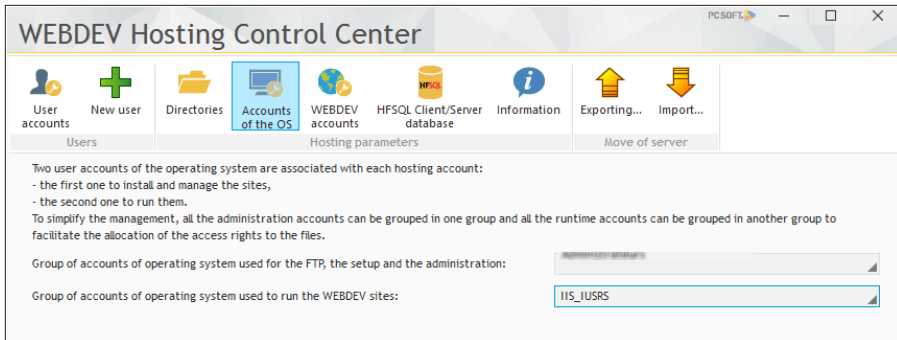 PC SOFT
WEBDEV Hosting Control Center
User accounts
New user
Directories
Accounts of the OS
WEBDEV accounts
HFSQL
HFSQL Client/Server database
Information
Exporting...
Import...
Users
Hosting parameters
Move of server
Two user accounts of the operating system are associated with each hosting account:
- the first one to install and manage the sites,
- the second one to run them.
To simplify the management, all the administration accounts can be grouped in one group and all the runtime accounts can be grouped in another group to
facilitate the allocation of the access rights to the files.
Group of accounts of operating system used for the FTP, the setup and the administration:
Group of accounts of operating system used to run the WEBDEV sites:
IIS_IUSRS